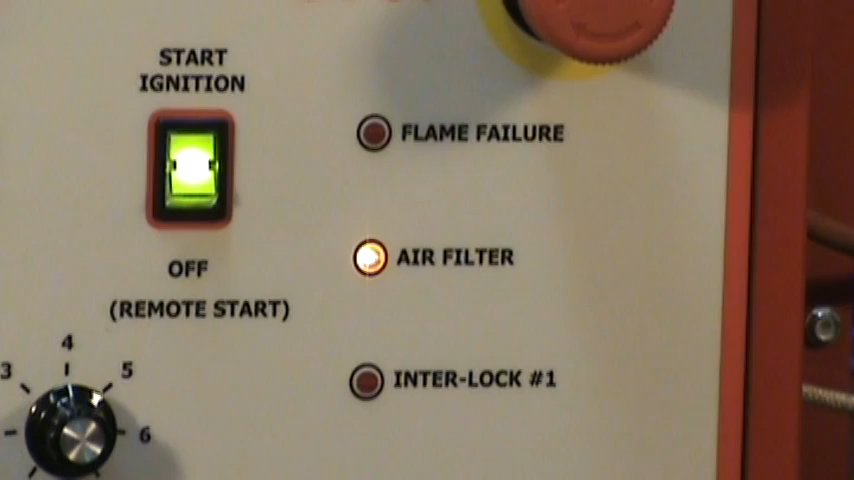 START
IGNITION
FLAME FAILURE
AIR FILTER
OFF
(REMOTE START)
INTER-LOCK #1
3
4
5
6